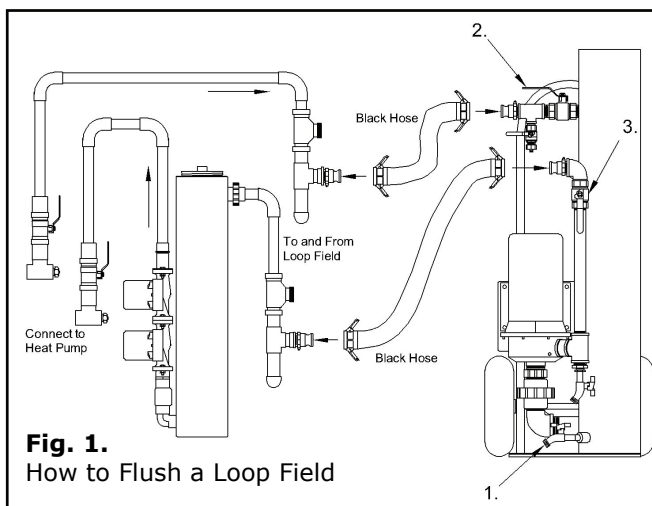 2.
Black Hose
3.
To and From
Loop Field
Connect to
Heat Pump
Black Hose
Fig. 1.
How to Flush a Loop Field
1.